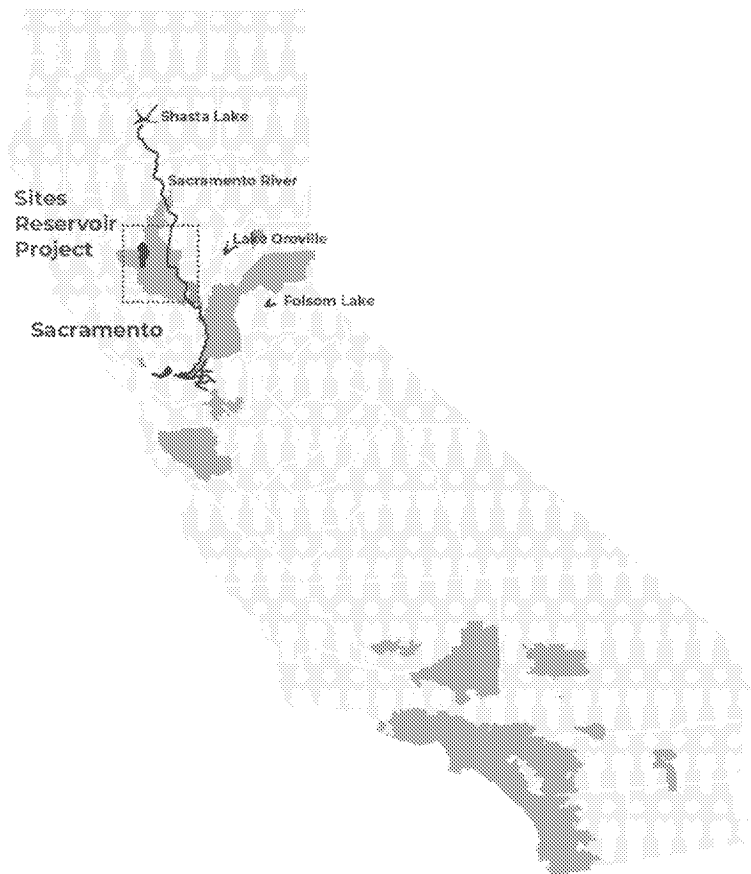 Shasta Lake
Sacramento River
Sites
Reservoir
Project
Lake Oroville
Folsom Lake
Sacramento